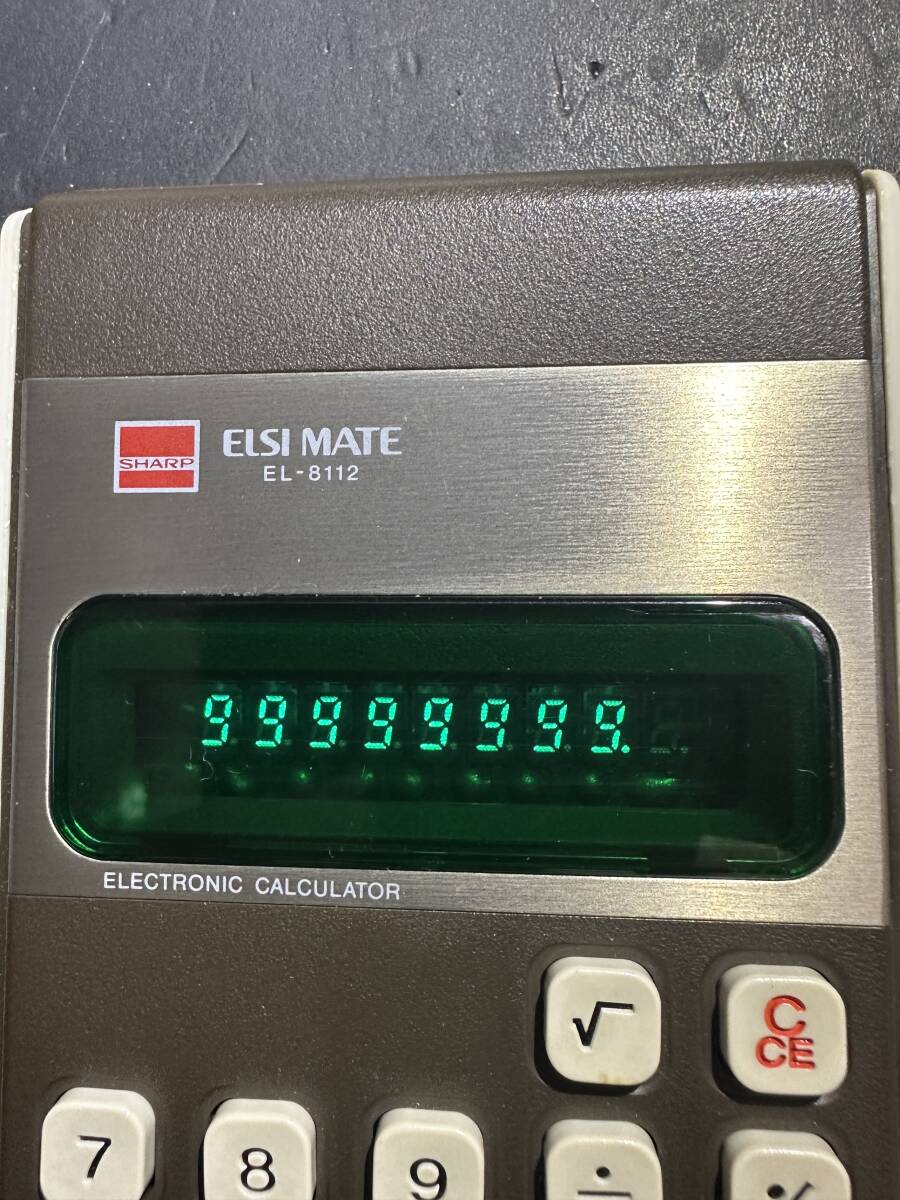 SHARP
ELSI MATE
EL-8112
99999999.
ELECTRONIC CALCULATOR
√
C
CE
7 8 9 ÷